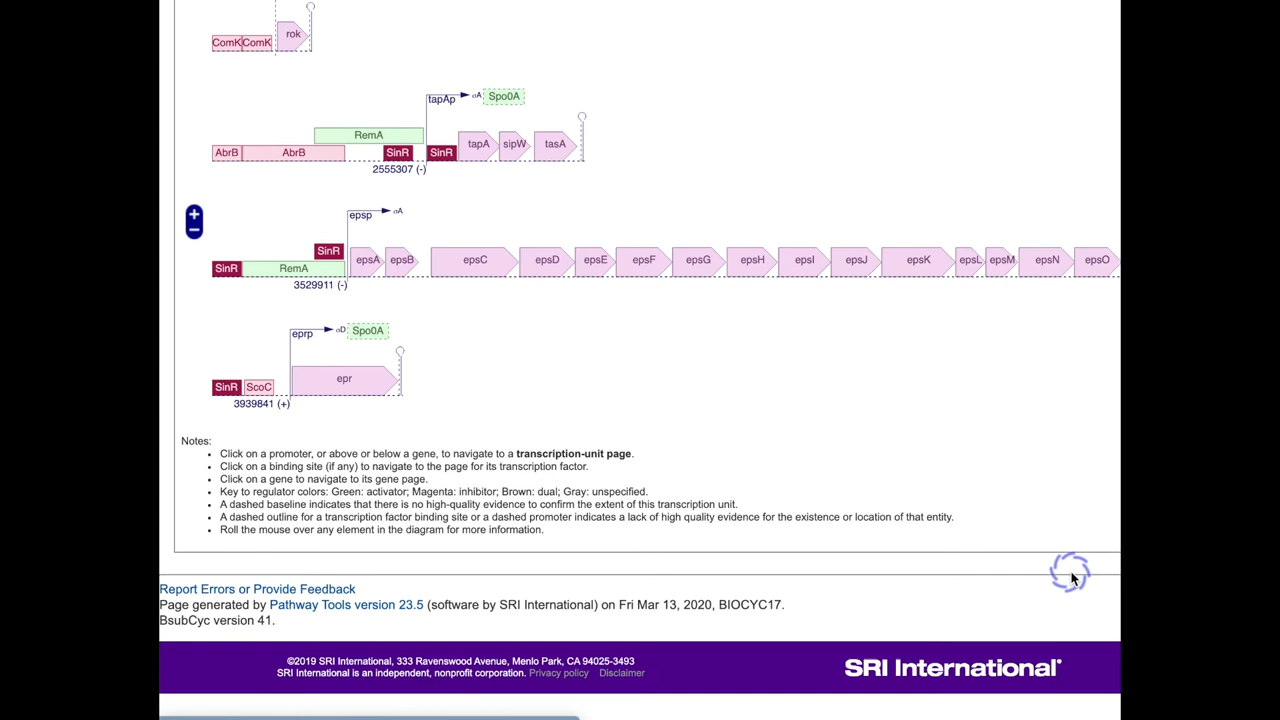 ComK ComK rok
tapAp σA Spo0A
RemA
AbrB AbrB SinR SinR tapA sipW tasA
2555307 (-)
+
−
epsp σA
SinR
SinR RemA epsA epsB epsC epsD epsE epsF epsG epsH epsI epsJ epsK epsL epsM epsN epsO
3529911 (-)
eprp σD Spo0A
SinR ScoC epr
3939841 (+)
Notes:
• Click on a promoter, or above or below a gene, to navigate to a transcription-unit page.
• Click on a binding site (if any) to navigate to the page for its transcription factor.
• Click on a gene to navigate to its gene page.
• Key to regulator colors: Green: activator; Magenta: inhibitor; Brown: dual; Gray: unspecified.
• A dashed baseline indicates that there is no high-quality evidence to confirm the extent of this transcription unit.
• A dashed outline for a transcription factor binding site or a dashed promoter indicates a lack of high quality evidence for the existence or location of that entity.
• Roll the mouse over any element in the diagram for more information.
Report Errors or Provide Feedback
Page generated by Pathway Tools version 23.5 (software by SRI International) on Fri Mar 13, 2020, BIOCYC17.
BsubCyc version 41.
©2019 SRI International, 333 Ravenswood Avenue, Menlo Park, CA 94025-3493
SRI International is an independent, nonprofit corporation. Privacy policy Disclaimer
SRI International®